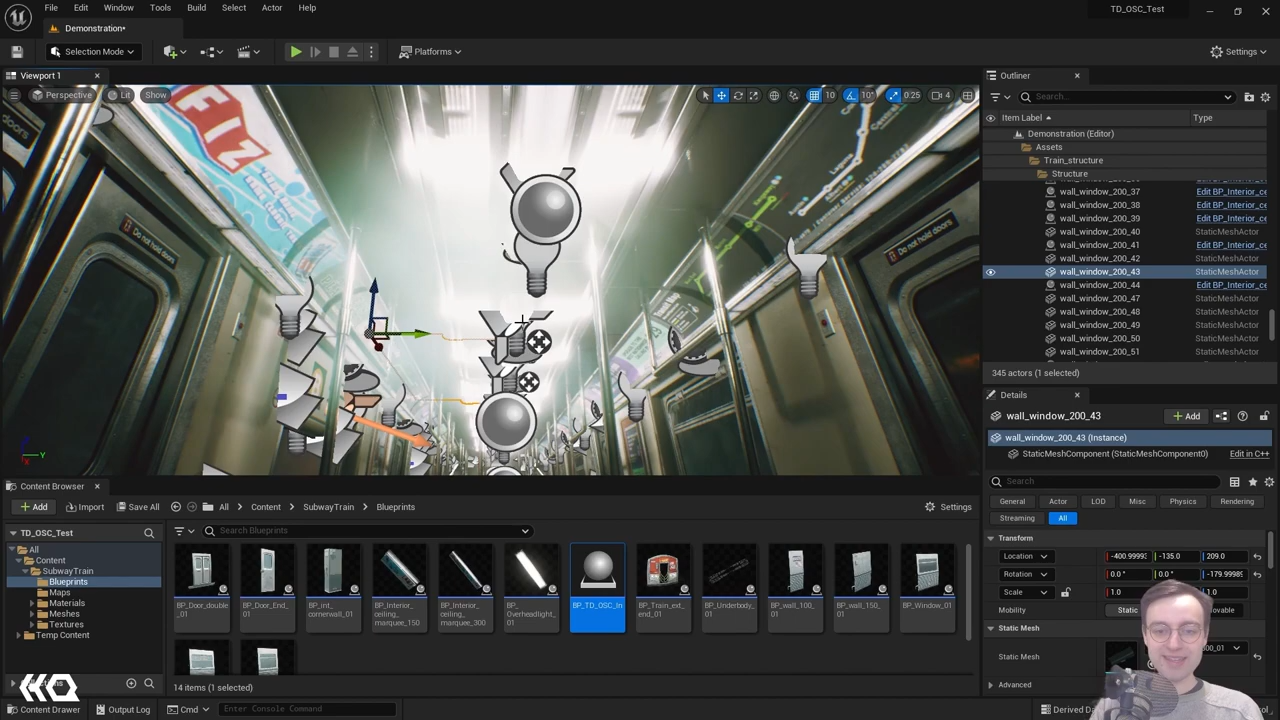 File Edit Window Tools Build Select Actor Help
TD_OSC_Test
Demonstration*
Selection Mode
Platforms
Settings
Viewport 1
Perspective Lit Show
10 10° 0.25 4
FIZ
Do not hold doors
Outliner
Search...
Item Label Type
Demonstration (Editor)
Assets
Train_structure
Structure
wall_window_200_37 Edit BP_Interior_ce
wall_window_200_38 Edit BP_Interior_ce
wall_window_200_39 Edit BP_Interior_ce
wall_window_200_40 StaticMeshActor
wall_window_200_41 Edit BP_Interior_ce
wall_window_200_42 StaticMeshActor
wall_window_200_43 StaticMeshActor
wall_window_200_44 Edit BP_Interior_ce
wall_window_200_47 StaticMeshActor
wall_window_200_48 StaticMeshActor
wall_window_200_49 StaticMeshActor
wall_window_200_50 StaticMeshActor
wall_window_200_51 StaticMeshActor
345 actors (1 selected)
Details
wall_window_200_43
Add
wall_window_200_43 (Instance)
StaticMeshComponent (StaticMeshComponent0) Edit in C++
Search
General Actor LOD Misc Physics Rendering
Streaming All
Transform
Location -400.9999 -135.0 209.0
Rotation 0.0° 0.0° -179.9998
Scale 1.0 1.0
Mobility Static ovable
Static Mesh
Static Mesh
Advanced
Content Browser
Add Import Save All All Content SubwayTrain Blueprints
Settings
TD_OSC_Test
All
Content
SubwayTrain
Blueprints
Maps
Materials
Meshes
Textures
Temp Content
Search Blueprints
BP_Door_double_01
BP_Door_End_01
BP_int_cornerwall_01
BP_Interior_ceiling_marquee_150
BP_Interior_ceiling_marquee_300
BP_Overheadlight_01
BP_TD_OSC_In
BP_Train_ext_end_01
BP_Underbody_01
BP_wall_100_01
BP_wall_150_01
BP_Window_01
14 items (1 selected)
Content Drawer Output Log Cmd Enter Console Command
Derived Da